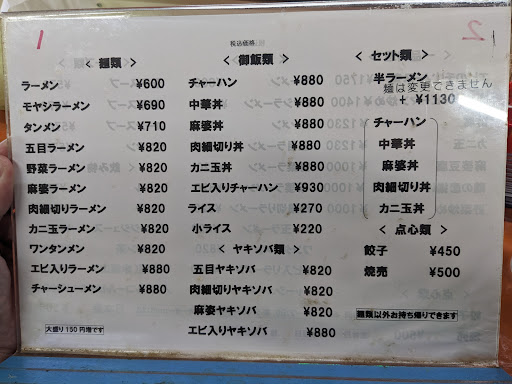 1
2
税込価格
< 麺類 >
ラーメン ¥600
モヤシラーメン ¥690
タンメン ¥710
五目ラーメン ¥820
野菜ラーメン ¥820
麻婆ラーメン ¥820
肉細切りラーメン ¥820
カニ玉ラーメン ¥820
ワンタンメン ¥820
エビ入りラーメン ¥880
チャーシューメン ¥820
大盛り150円増です
< 御飯類 >
チャーハン ¥880
中華丼 ¥880
麻婆丼 ¥880
肉細切り丼 ¥880
カニ玉丼 ¥880
エビ入りチャーハン ¥930
ライス ¥270
小ライス ¥220
< ヤキソバ類 >
五目ヤキソバ ¥820
肉細切りヤキソバ ¥820
麻婆ヤキソバ ¥820
エビ入りヤキソバ ¥880
< セット類 >
半ラーメン
麺は変更できません
+ ¥1130
チャーハン
中華丼
麻婆丼
肉細切り丼
カニ玉丼
< 点心類 >
餃子 ¥450
焼売 ¥500
麺類以外お持ち帰りできます